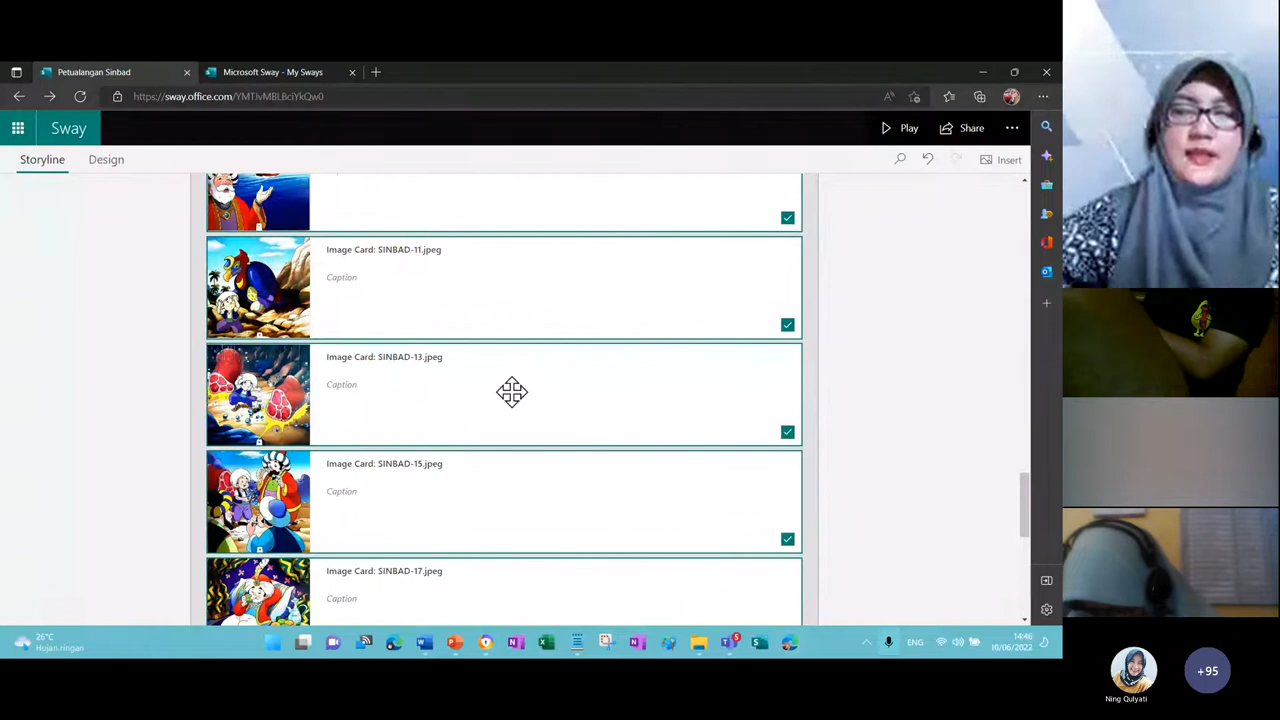 Petualangan Sinbad
Microsoft Sway - My Sways
https://sway.office.com/YMTIvMBLBciYkQw0
Sway
Play
Share
Storyline
Design
Insert
Image Card: SINBAD-11.jpeg
Caption
Image Card: SINBAD-13.jpeg
Caption
Image Card: SINBAD-15.jpeg
Caption
Image Card: SINBAD-17.jpeg
Caption
26°C
Hujan ringan
5
ENG
14:46
10/06/2022
Ning Qulyati
+95